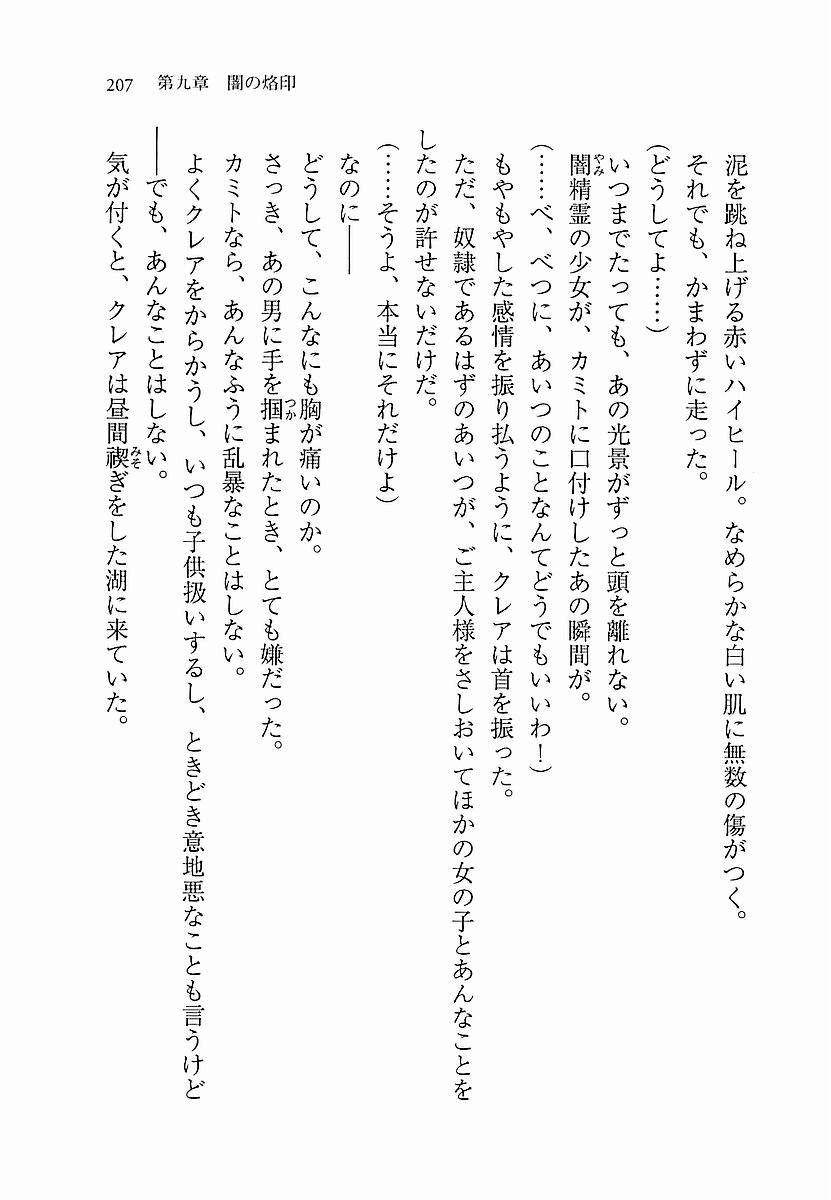 207　第九章　闇の烙印
泥を跳ね上げる赤いハイヒール。なめらかな白い肌に無数の傷がつく。
それでも、かまわずに走った。
（どうしてよ……）
いつまでたっても、あの光景がずっと頭を離れない。
闇精霊の少女が、カミトに口付けしたあの瞬間が。
（……べ、べつに、あいつのことなんてどうでもいいわ！）
もやもやした感情を振り払うように、クレアは首を振った。
ただ、奴隷であるはずのあいつが、ご主人様をさしおいてほかの女の子とあんなことを
したのが許せないだけだ。
（……そうよ、本当にそれだけよ）
なのに――
どうして、こんなにも胸が痛いのか。
さっき、あの男に手を掴まれたとき、とても嫌だった。
カミトなら、あんなふうに乱暴なことはしない。
よくクレアをからかうし、いつも子供扱いするし、ときどき意地悪なことも言うけど
――でも、あんなことはしない。
気が付くと、クレアは昼間禊ぎをした湖に来ていた。
やみ
つか
みそ